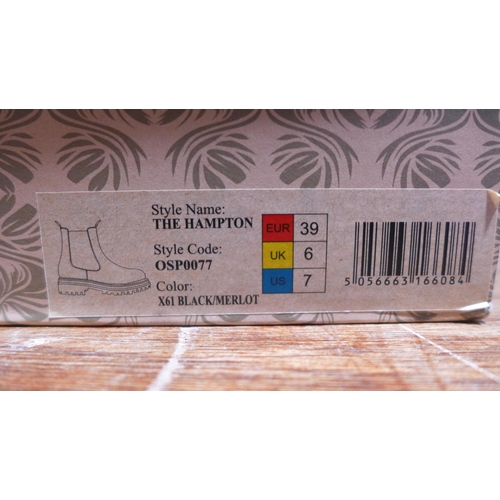 Style Name:
THE HAMPTON
Style Code:
OSP0077
Color:
X61 BLACK/MERLOT
EUR 39
UK 6
US 7
5 056663 166084